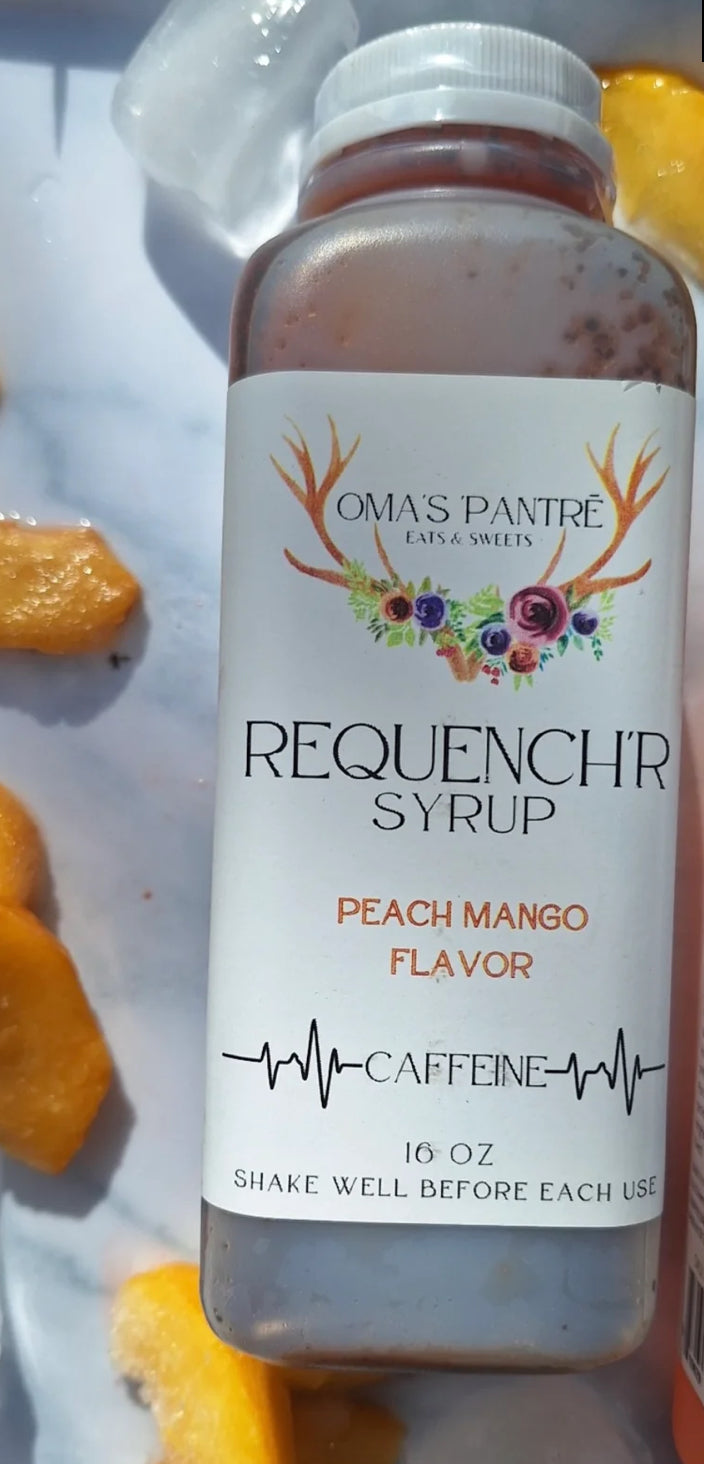 OMA'S 'PANTRĒ
EATS & SWEETS
REQUENCH'R
SYRUP
PEACH MANGO
FLAVOR
CAFFEINE
16 OZ
SHAKE WELL BEFORE EACH USE